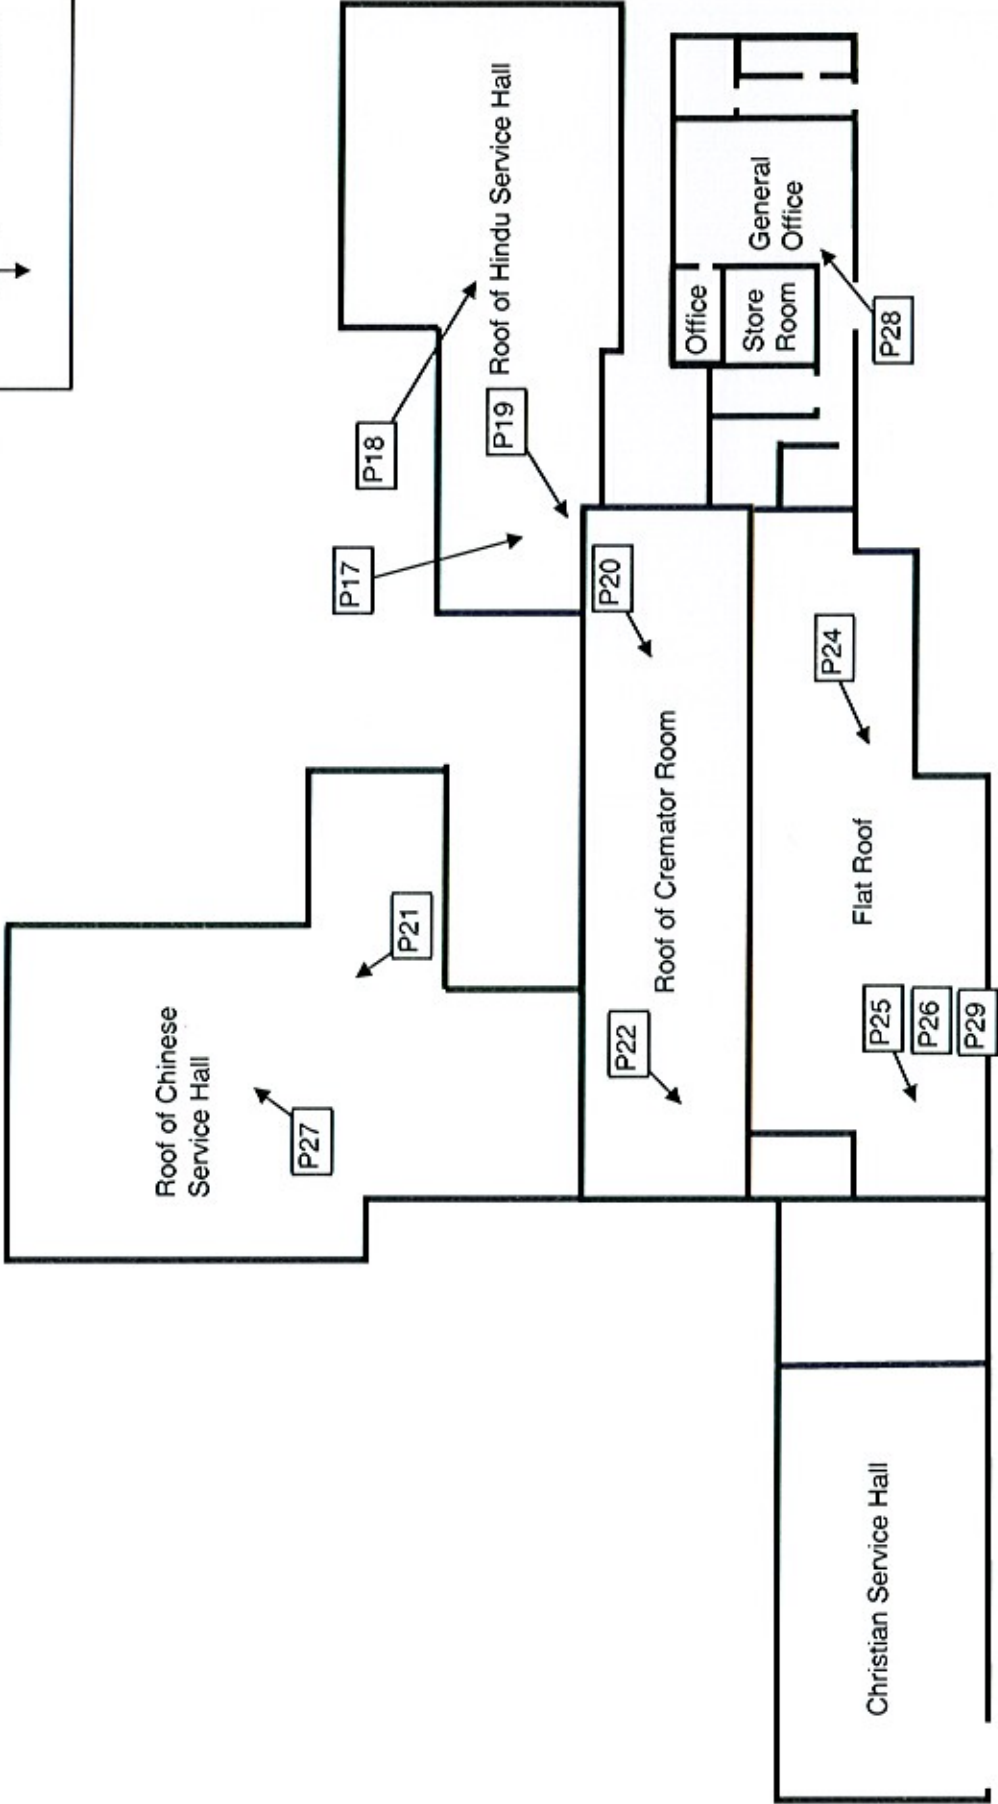 Roof of Chinese
Service Hall
P27
P21
P17
P18
P19
Roof of Hindu Service Hall
P22
Roof of Cremator Room
P20
Office
Store
Room
General
Office
P28
P24
Flat Roof
P25
P26
P29
Christian Service Hall